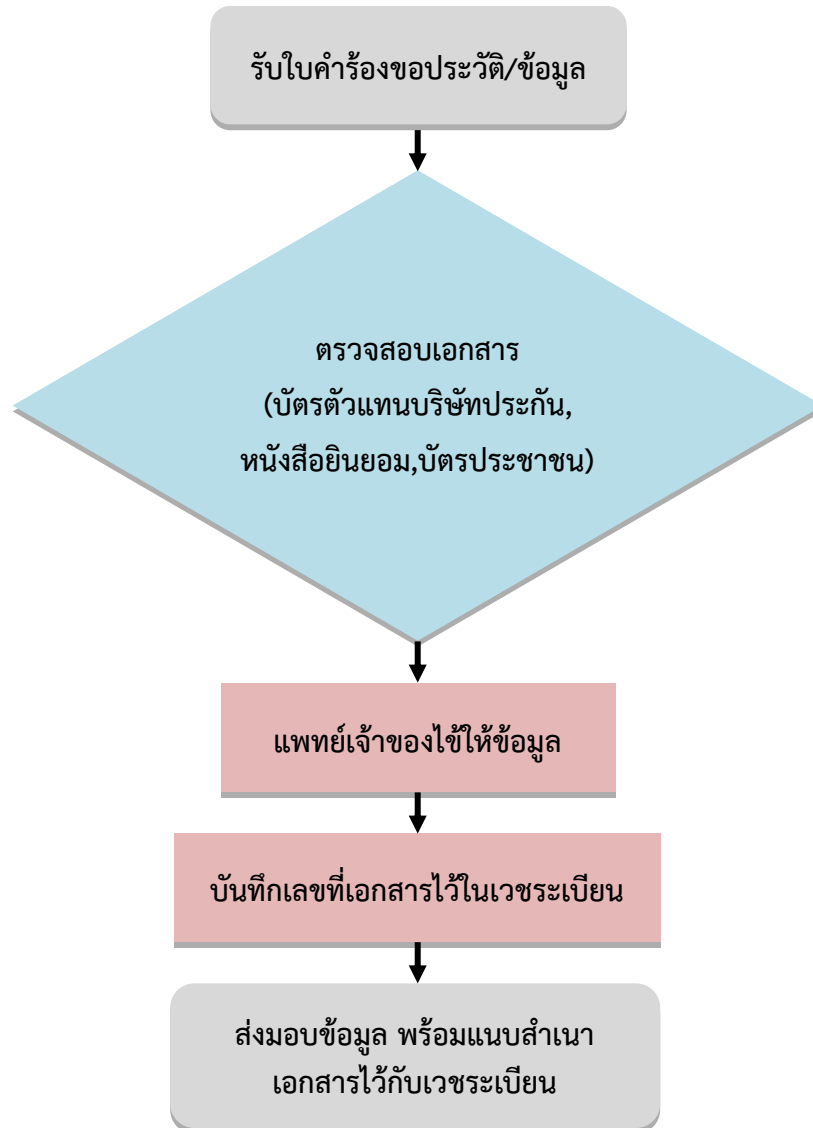 รับใบคำร้องขอประวัติ/ข้อมูล
ตรวจสอบเอกสาร
(บัตรตัวแทนบริษัทประกัน,
หนังสือยินยอม,บัตรประชาชน)
แพทย์เจ้าของไข้ให้ข้อมูล
บันทึกเลขที่เอกสารไว้ในเวชระเบียน
ส่งมอบข้อมูล พร้อมแนบสำเนา
เอกสารไว้กับเวชระเบียน